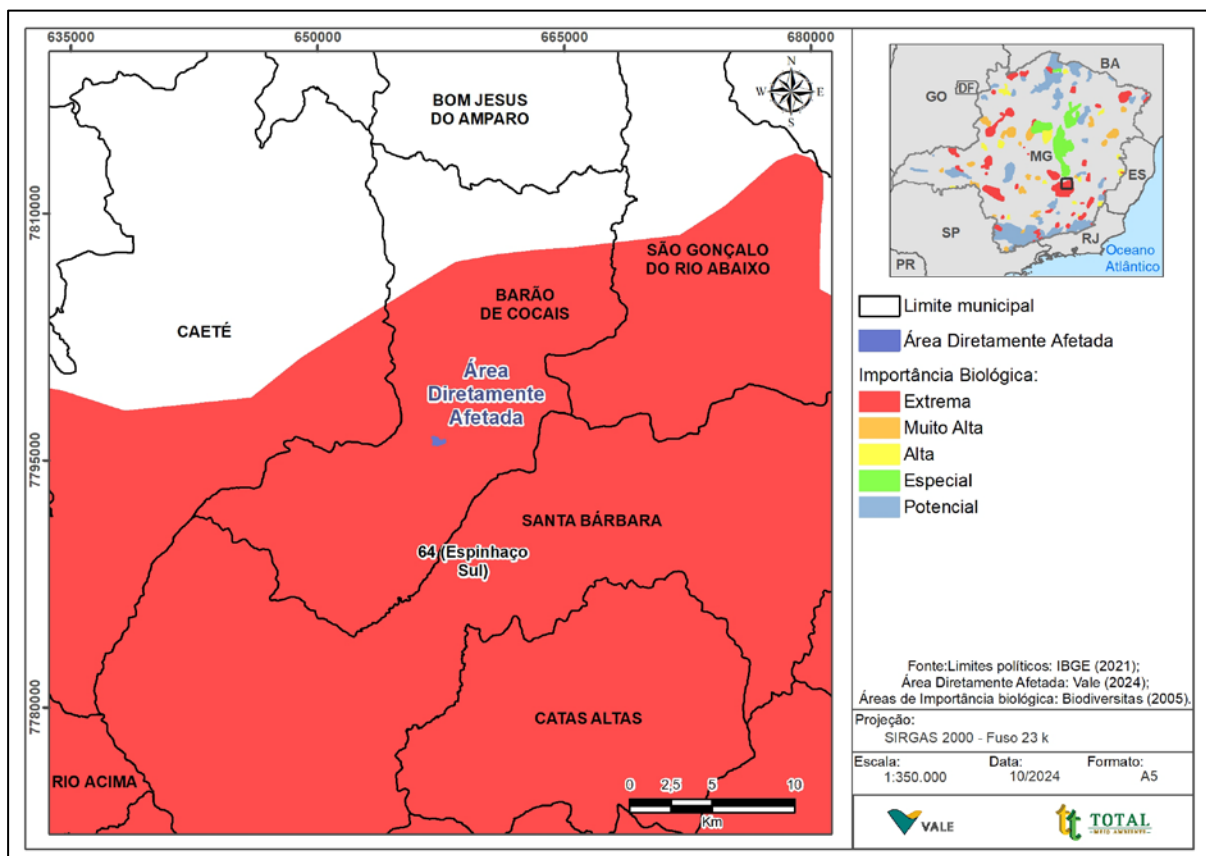 635000
650000
665000
680000
7810000
7795000
7780000
N
W
E
S
BOM JESUS
DO AMPARO
SÃO GONÇALO
DO RIO ABAIXO
BARÃO
DE COCAIS
CAETÉ
Área
Diretamente
Afetada
SANTA BÁRBARA
64 (Espinhaço
Sul)
CATAS ALTAS
RIO ACIMA
0 2,5 5 10
Km
BA
GO
DF
MG
ES
SP
RJ
PR
Oceano
Atlântico
Limite municipal
Área Diretamente Afetada
Importância Biológica:
Extrema
Muito Alta
Alta
Especial
Potencial
Fonte:Limites políticos: IBGE (2021);
Área Diretamente Afetada: Vale (2024);
Áreas de Importância biológica: Biodiversitas (2005).
Projeção:
SIRGAS 2000 - Fuso 23 k
Escala: Data: Formato:
1:350.000 10/2024 A5
VALE
TOTAL
MEIO AMBIENTE